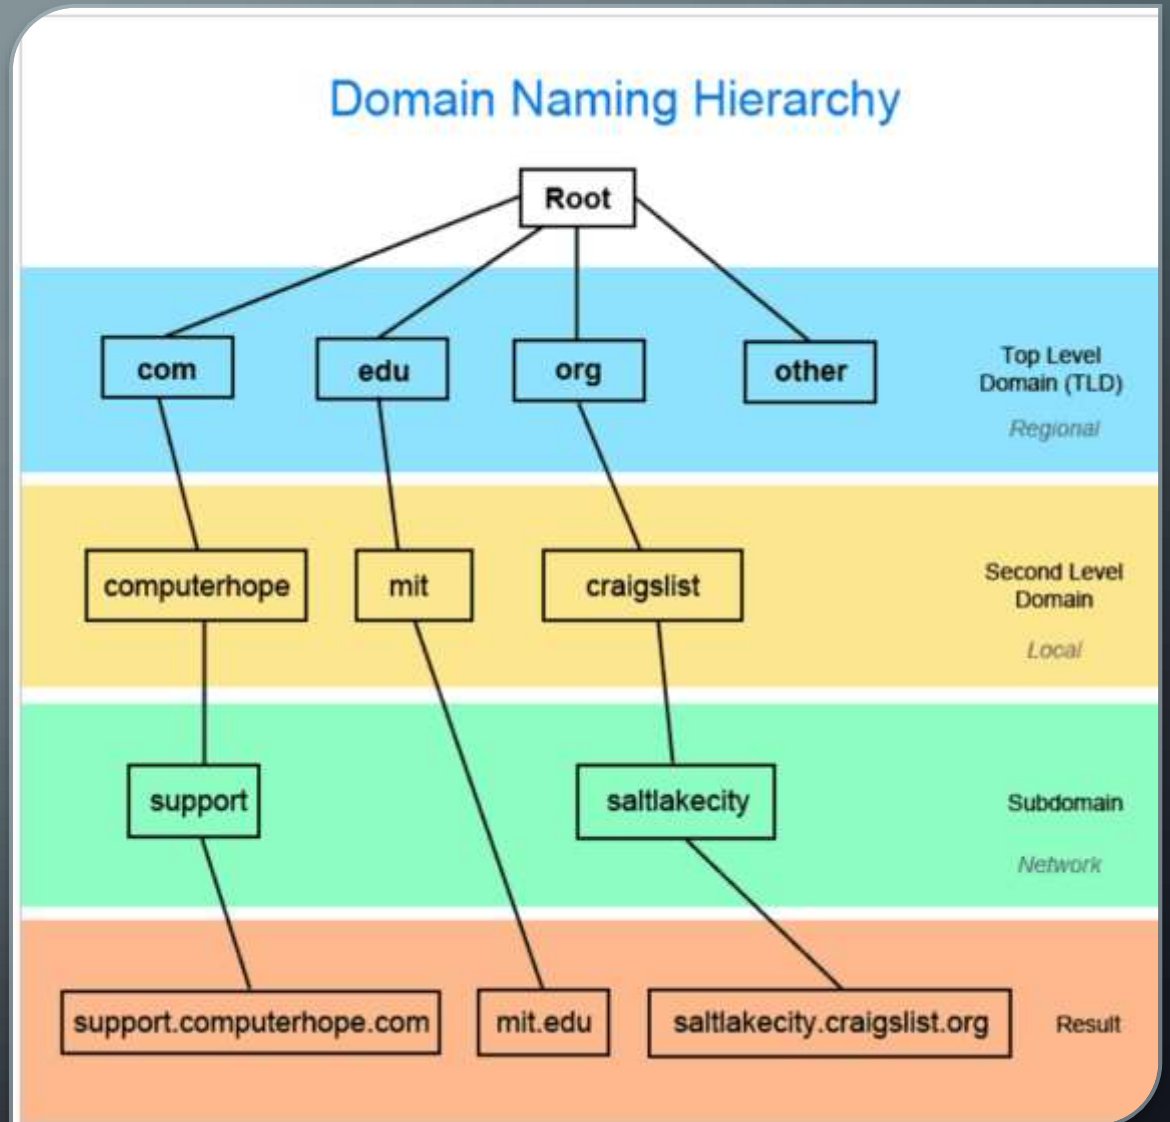 Domain Naming Hierarchy
Root
com edu org other
Top Level
Domain (TLD)
Regional
computerhope mit craigslist
Second Level
Domain
Local
support saltlakecity Subdomain
Network
support.computerhope.com mit.edu saltlakecity.craigslist.org Result